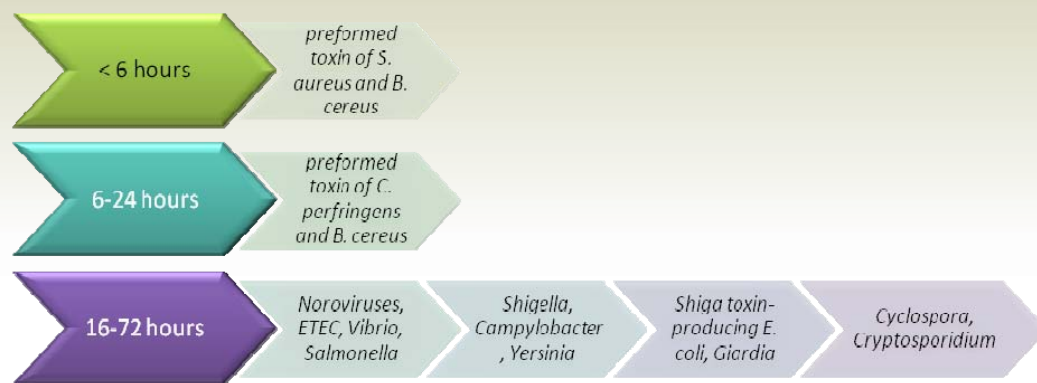 < 6 hours
preformed
toxin of S.
aureus and B.
cereus
6-24 hours
preformed
toxin of C.
perfringens
and B. cereus
16-72 hours
Noroviruses,
ETEC, Vibrio,
Salmonella
Shigella,
Campylobacter
, Yersinia
Shiga toxin-
producing E.
coli, Giardia
Cyclospora,
Cryptosporidium